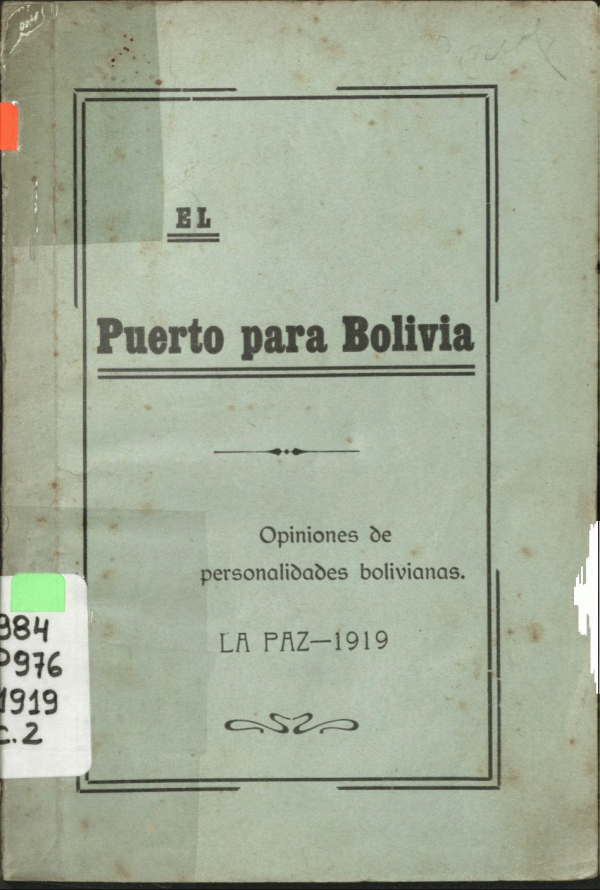 EL
Puerto para Bolivia
Opiniones de
personalidades bolivianas.
LA PAZ—1919
984
P976
1919
c.2